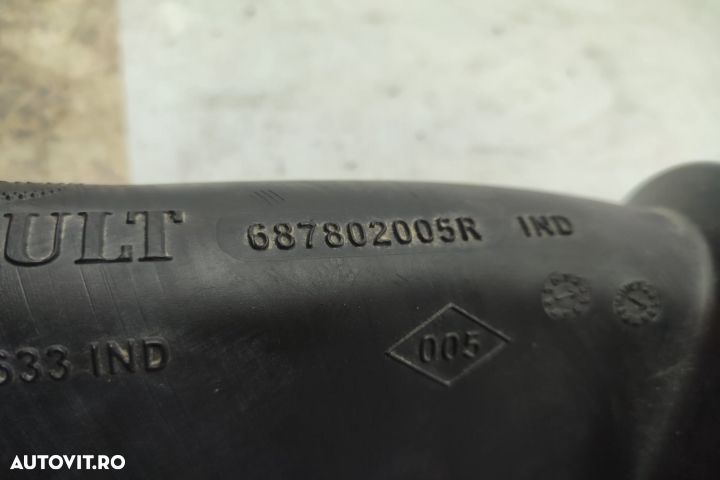 ULT 687802005R IND
633 IND
005
AUTOVIT.RO